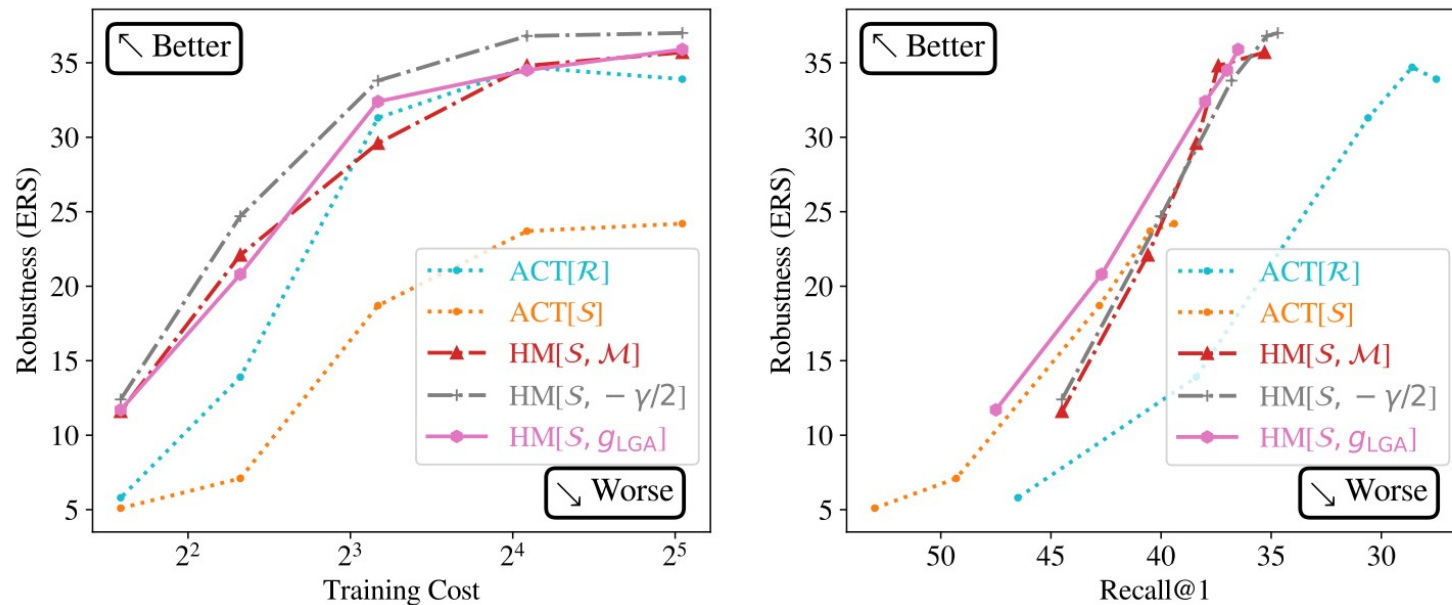 ↖ Better
35
30
25
20
15
10
5
Robustness (ERS)
ACT[ℛ]
ACT[𝒮]
HM[𝒮, ℳ]
HM[𝒮, − γ/2]
HM[𝒮, g_LGA]
↘ Worse
2² 2³ 2⁴ 2⁵
Training Cost
↖ Better
35
30
25
20
15
10
5
Robustness (ERS)
ACT[ℛ]
ACT[𝒮]
HM[𝒮, ℳ]
HM[𝒮, − γ/2]
HM[𝒮, g_LGA]
↘ Worse
50 45 40 35 30
Recall@1